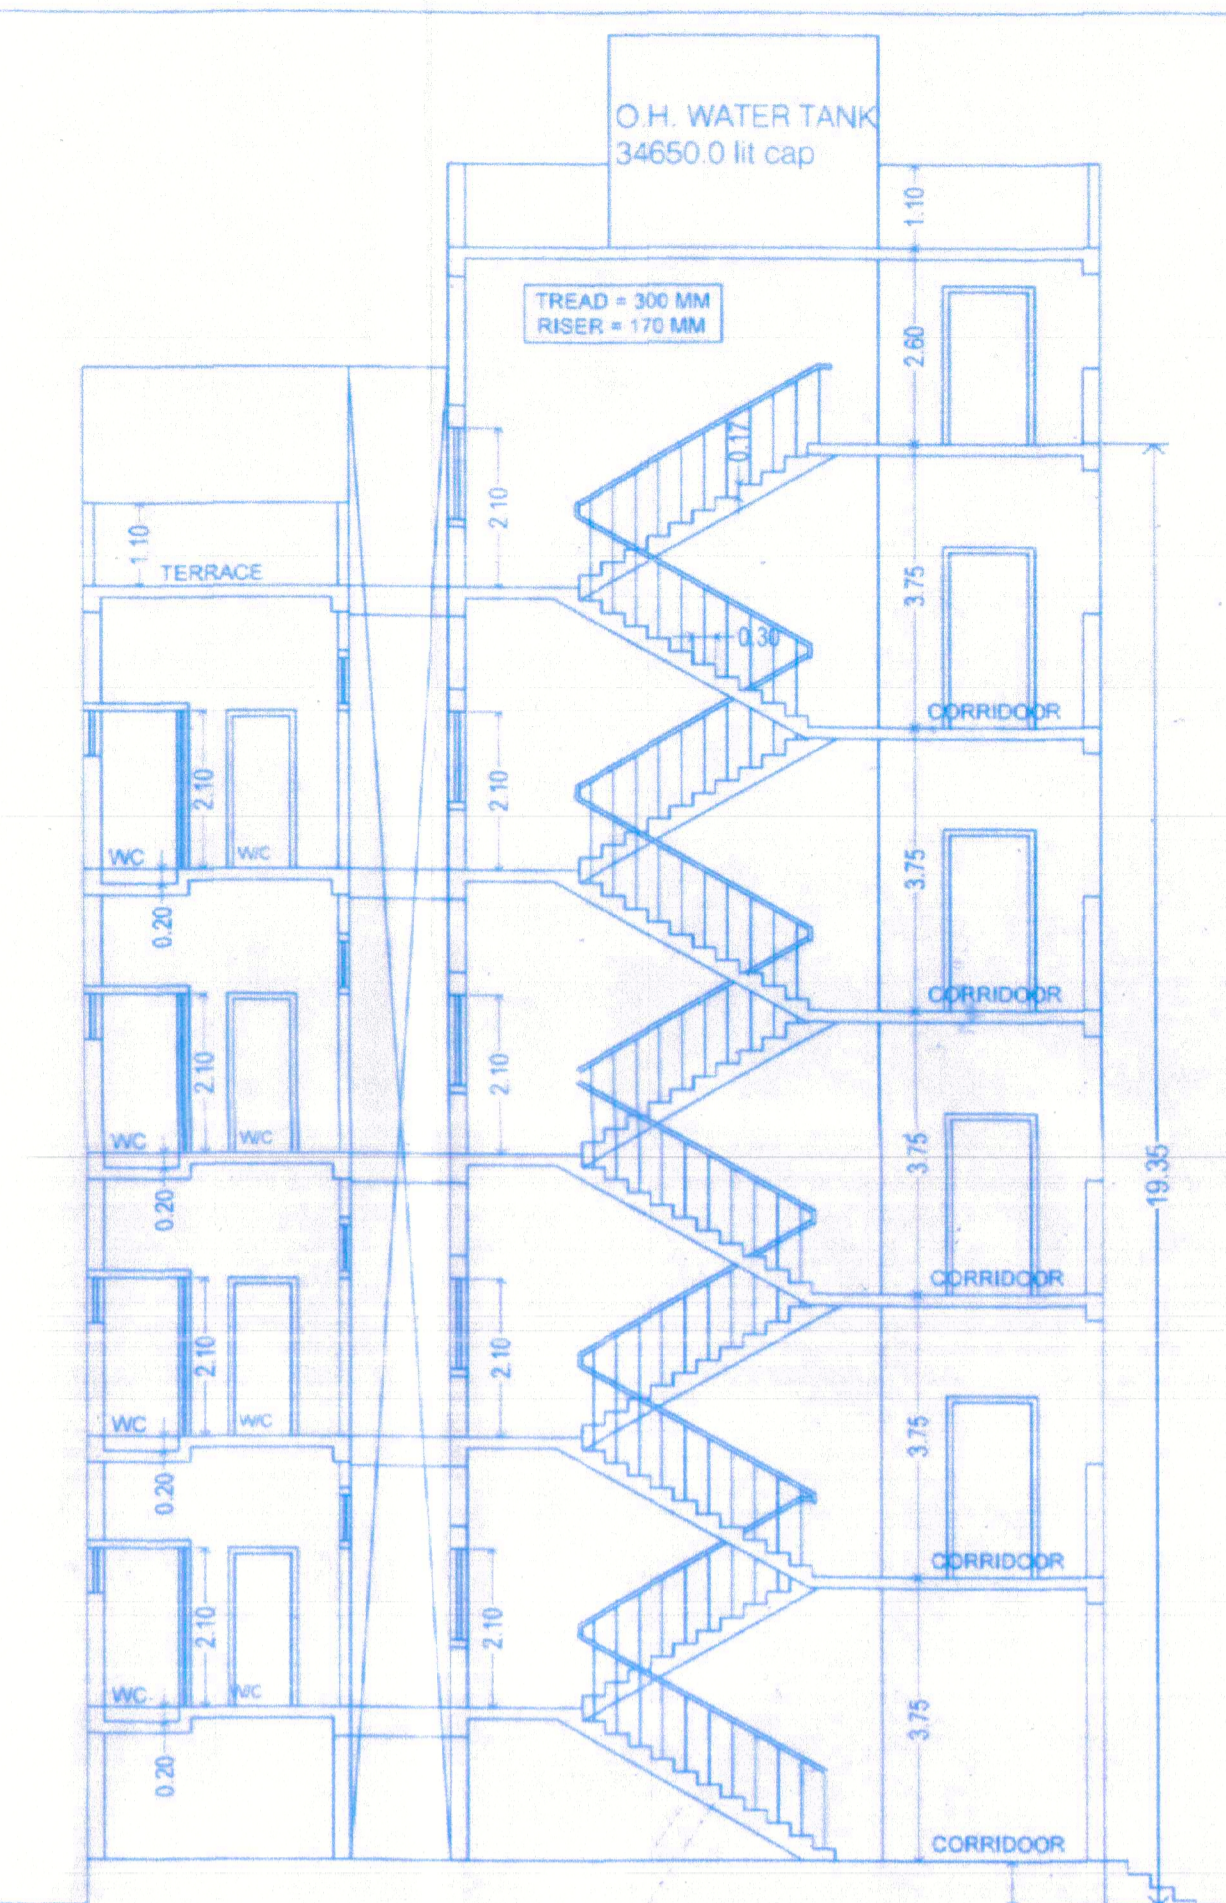 O.H. WATER TANK
34650.0 lit cap
1.10
TREAD = 300 MM
RISER = 170 MM
2.60
0.17
2.10
1.10
TERRACE
3.75
0.30
CORRIDOOR
2.10
2.10
WC
W/C
3.75
0.20
CORRIDOOR
2.10
2.10
WC
W/C
3.75
19.35
0.20
CORRIDOOR
2.10
2.10
WC
W/C
3.75
0.20
CORRIDOOR
2.10
2.10
WC
W/C
3.75
0.20
CORRIDOOR